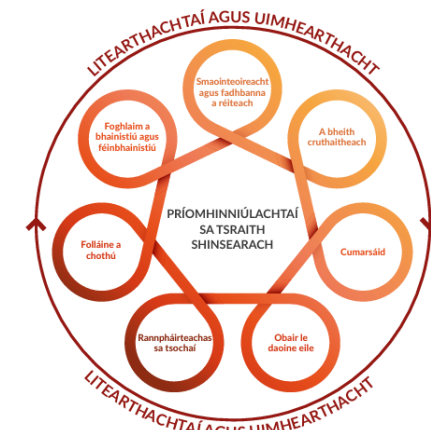 LITEARTHACHTAÍ AGUS UIMHEARTHACHT
Smaointeoireacht
agus fadhbanna
a réiteach
Foghlaim a
bhainistiú agus
féinbhainistiú
A bheith
cruthaitheach
PRÍOMHINNIÚLACHTAÍ
SA TSRAITH
SHINSEARACH
Folláine a
chothú
Cumarsáid
Rannpháirteachas
sa tsochaí
Obair le
daoine eile
LITEARTHACHTAÍ AGUS UIMHEARTHACHT